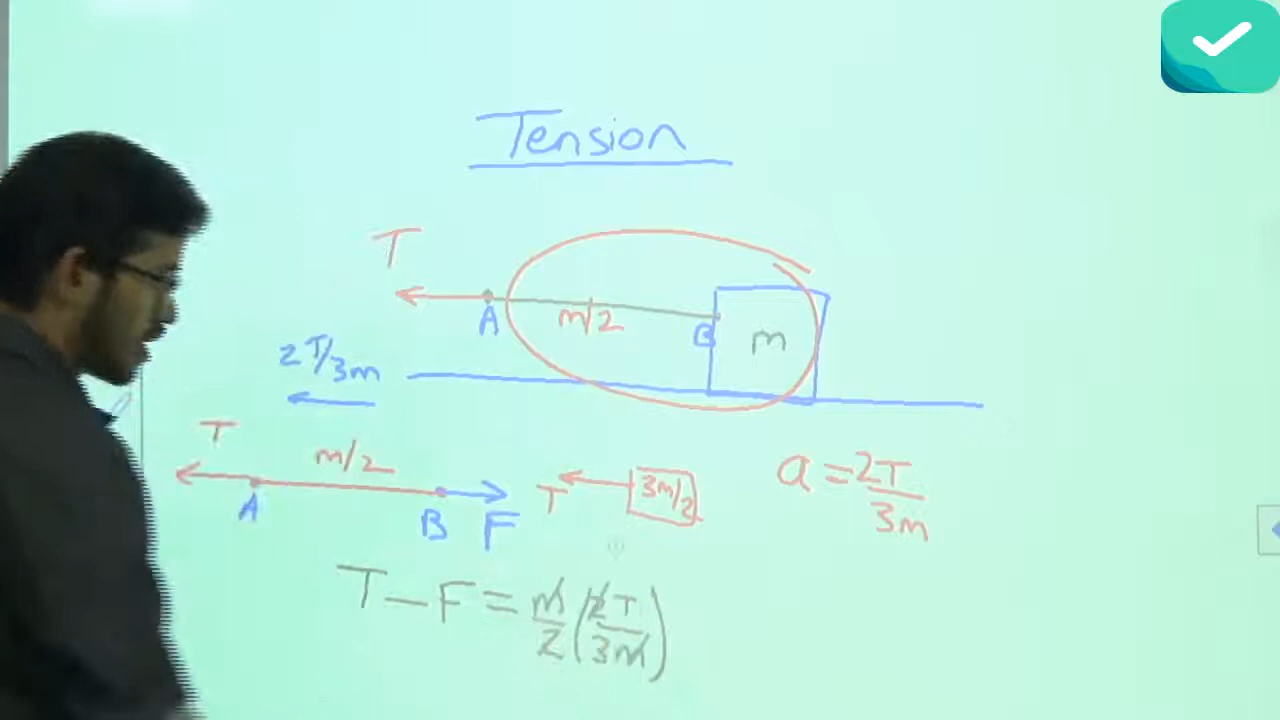 Tension
T
A m/2 B m
2T/3m
T m/2 A B F
T 3m/2
a = 2T/3m
T - F = m/2 (2T/3m)